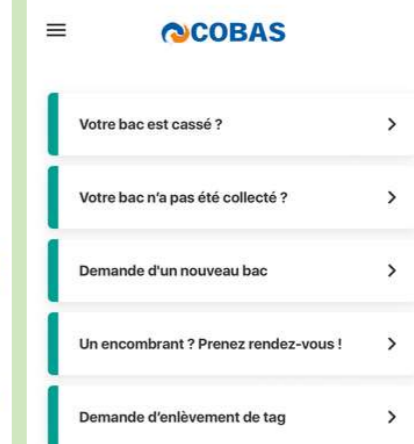 COBAS
Votre bac est cassé ?
Votre bac n'a pas été collecté ?
Demande d'un nouveau bac
Un encombrant ? Prenez rendez-vous !
Demande d'enlèvement de tag